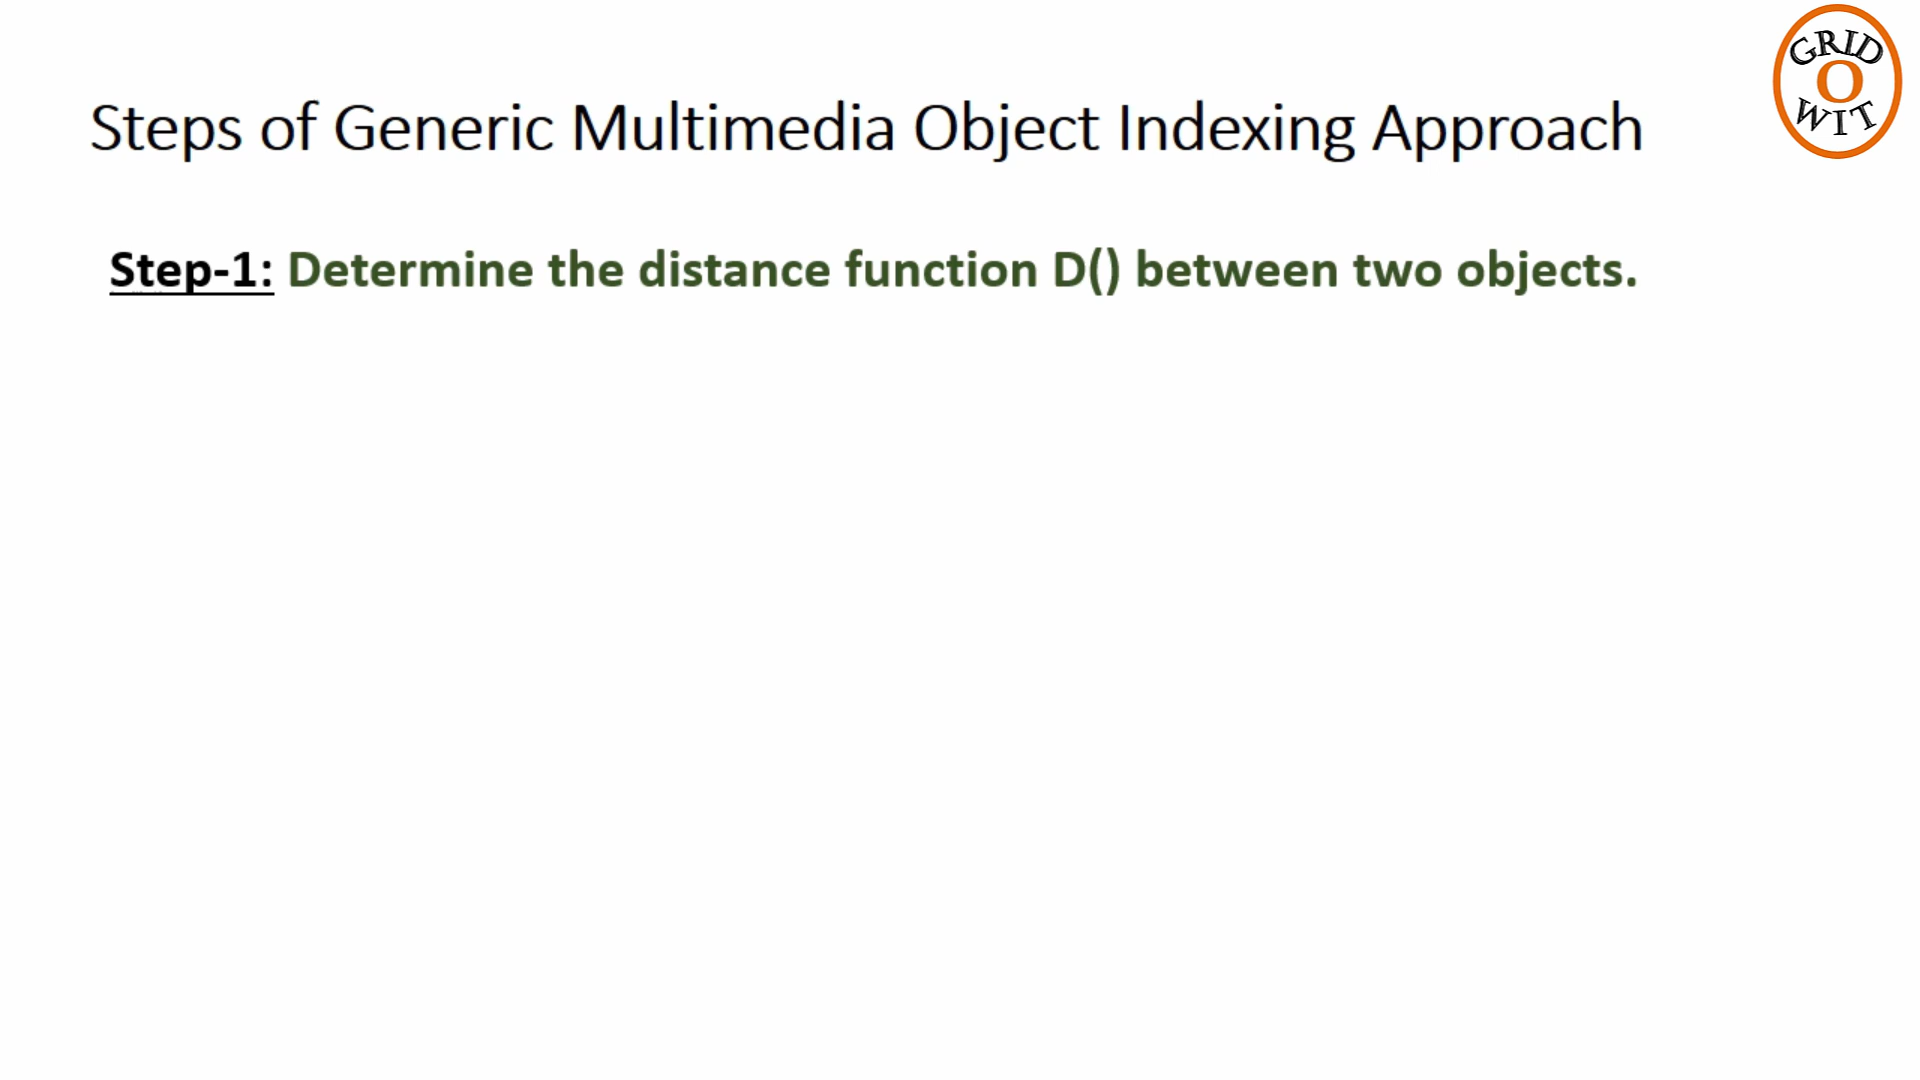 GRID
O
WIT
Steps of Generic Multimedia Object Indexing Approach
Step-1: Determine the distance function D() between two objects.